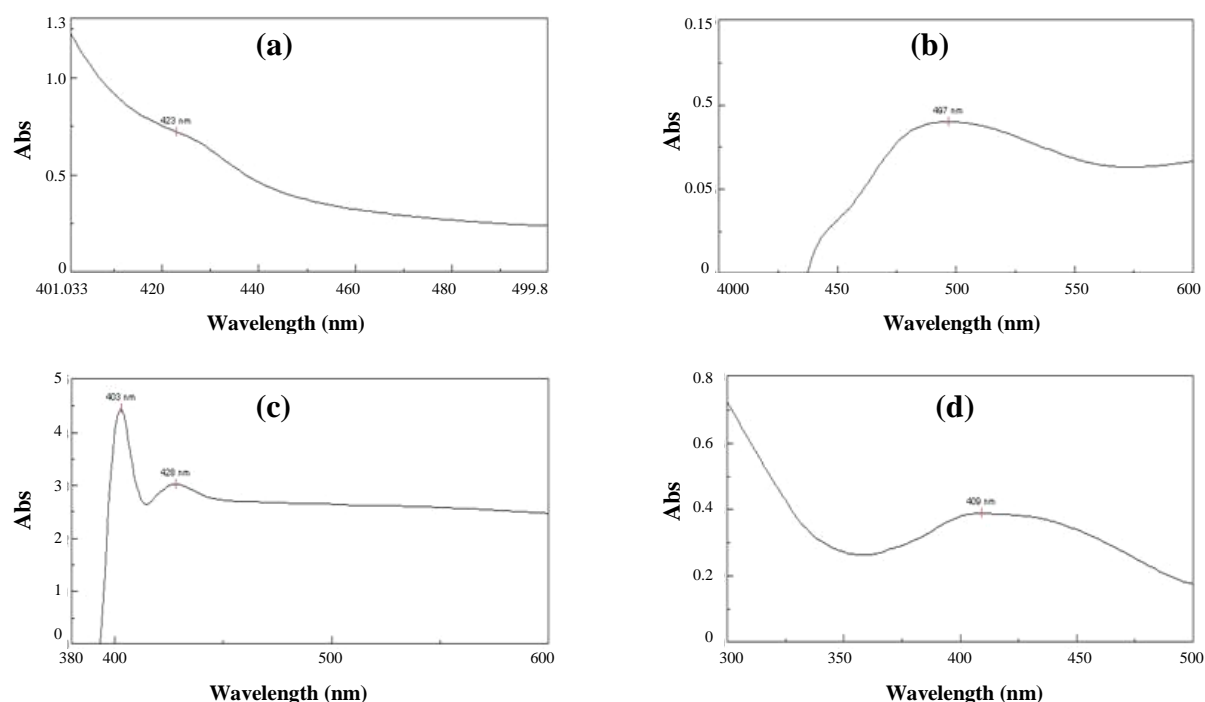 (a)
1.3
1.0
0.5
0
Abs
423 nm
401.033 420 440 460 480 499.8
Wavelength (nm)
(b)
0.15
0.5
0.05
0
Abs
497 nm
4000 450 500 550 600
Wavelength (nm)
(c)
5
4
3
2
1
0
Abs
403 nm
428 nm
380 400 500 600
Wavelength (nm)
(d)
0.8
0.6
0.4
0.2
0
Abs
409 nm
300 350 400 450 500
Wavelength (nm)